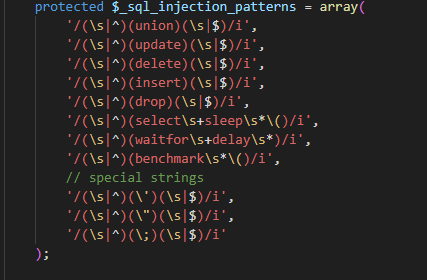 protected $_sql_injection_patterns = array(
'/(\s|^)(union)(\s|$)/i',
'/(\s|^)(update)(\s|$)/i',
'/(\s|^)(delete)(\s|$)/i',
'/(\s|^)(insert)(\s|$)/i',
'/(\s|^)(drop)(\s|$)/i',
'/(\s|^)(select\s+sleep\s*\()/i',
'/(\s|^)(waitfor\s+delay\s*)/i',
'/(\s|^)(benchmark\s*\()/i',
// special strings
'/(\s|^)(\')(\s|$)/i',
'/(\s|^)(\")(\s|$)/i',
'/(\s|^)(\;)(\s|$)/i'
);